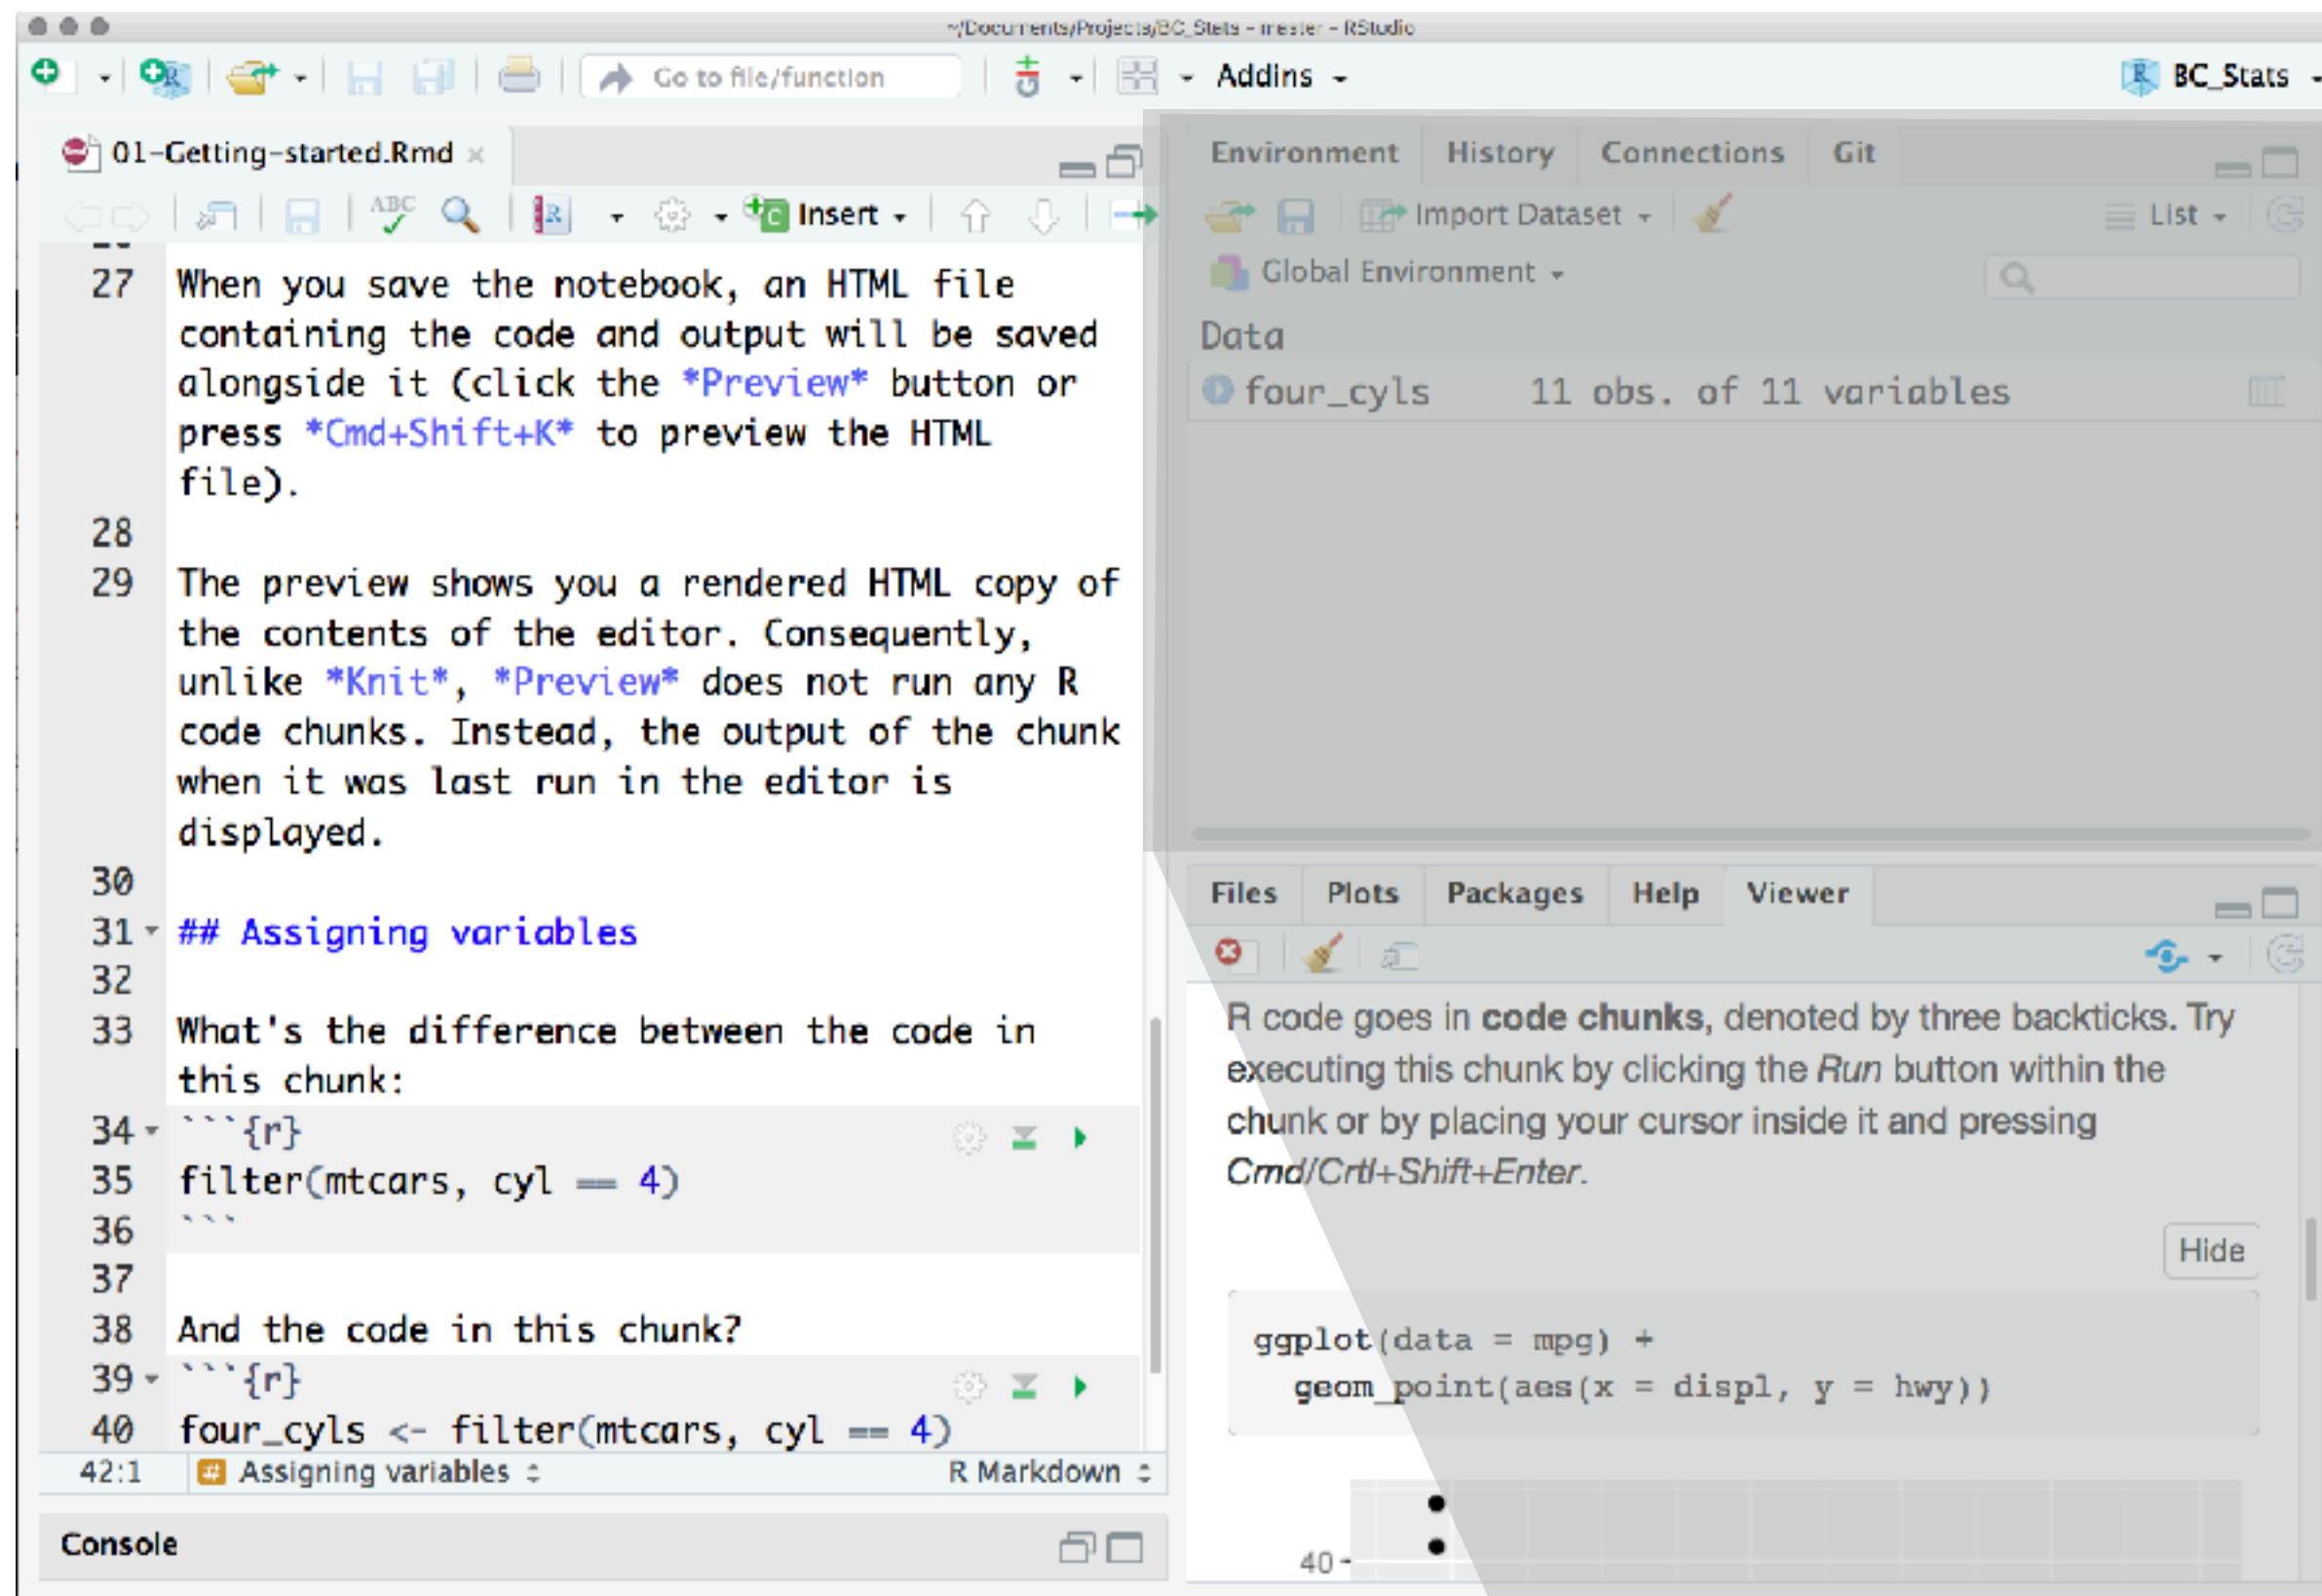 ~/Documents/Projects/BC_Stats - master - RStudio
Go to file/function
Addins
BC_Stats
01-Getting-started.Rmd
ABC
Insert
27 When you save the notebook, an HTML file
containing the code and output will be saved
alongside it (click the *Preview* button or
press *Cmd+Shift+K* to preview the HTML
file).
28
29 The preview shows you a rendered HTML copy of
the contents of the editor. Consequently,
unlike *Knit*, *Preview* does not run any R
code chunks. Instead, the output of the chunk
when it was last run in the editor is
displayed.
30
31 ## Assigning variables
32
33 What's the difference between the code in
this chunk:
34 ```{r}
35 filter(mtcars, cyl == 4)
36 ```
37
38 And the code in this chunk?
39 ```{r}
40 four_cyls <- filter(mtcars, cyl == 4)
42:1 # Assigning variables R Markdown
Console
Environment History Connections Git
Import Dataset List
Global Environment
Data
four_cyls 11 obs. of 11 variables
Files Plots Packages Help Viewer
R code goes in code chunks, denoted by three backticks. Try
executing this chunk by clicking the Run button within the
chunk or by placing your cursor inside it and pressing
Cmd/Crtl+Shift+Enter.
Hide
ggplot(data = mpg) +
geom_point(aes(x = displ, y = hwy))
40